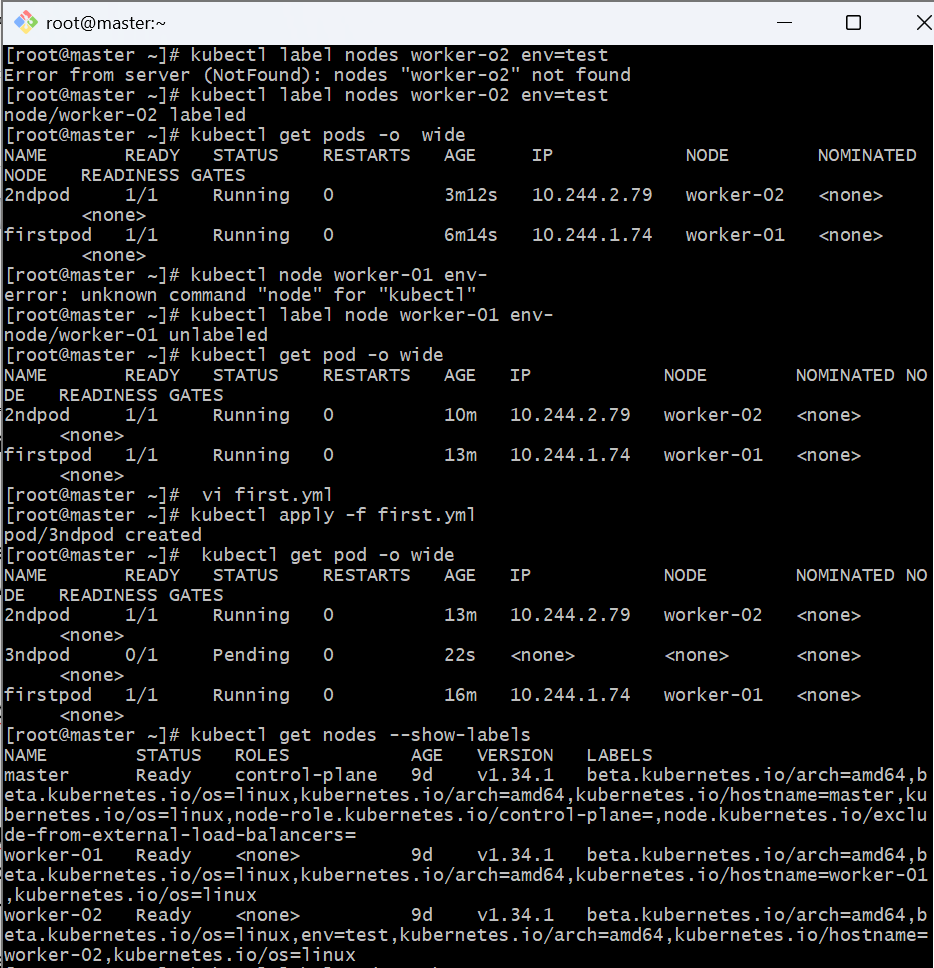 root@master:~
[root@master ~]# kubectl label nodes worker-o2 env=test
Error from server (NotFound): nodes "worker-o2" not found
[root@master ~]# kubectl label nodes worker-02 env=test
node/worker-02 labeled
[root@master ~]# kubectl get pods -o  wide
NAME       READY   STATUS    RESTARTS   AGE     IP            NODE        NOMINATED
NODE   READINESS GATES
2ndpod     1/1     Running   0          3m12s   10.244.2.79   worker-02   <none>
       <none>
firstpod   1/1     Running   0          6m14s   10.244.1.74   worker-01   <none>
       <none>
[root@master ~]# kubectl node worker-01 env-
error: unknown command "node" for "kubectl"
[root@master ~]# kubectl label node worker-01 env-
node/worker-01 unlabeled
[root@master ~]# kubectl get pod -o wide
NAME       READY   STATUS    RESTARTS   AGE   IP            NODE        NOMINATED NO
DE   READINESS GATES
2ndpod     1/1     Running   0          10m   10.244.2.79   worker-02   <none>
     <none>
firstpod   1/1     Running   0          13m   10.244.1.74   worker-01   <none>
     <none>
[root@master ~]#  vi first.yml
[root@master ~]# kubectl apply -f first.yml
pod/3ndpod created
[root@master ~]#  kubectl get pod -o wide
NAME       READY   STATUS    RESTARTS   AGE   IP            NODE        NOMINATED NO
DE   READINESS GATES
2ndpod     1/1     Running   0          13m   10.244.2.79   worker-02   <none>
     <none>
3ndpod     0/1     Pending   0          22s   <none>        <none>      <none>
     <none>
firstpod   1/1     Running   0          16m   10.244.1.74   worker-01   <none>
     <none>
[root@master ~]# kubectl get nodes --show-labels
NAME        STATUS   ROLES           AGE   VERSION   LABELS
master      Ready    control-plane   9d    v1.34.1   beta.kubernetes.io/arch=amd64,b
eta.kubernetes.io/os=linux,kubernetes.io/arch=amd64,kubernetes.io/hostname=master,ku
bernetes.io/os=linux,node-role.kubernetes.io/control-plane=,node.kubernetes.io/exclu
de-from-external-load-balancers=
worker-01   Ready    <none>          9d    v1.34.1   beta.kubernetes.io/arch=amd64,b
eta.kubernetes.io/os=linux,kubernetes.io/arch=amd64,kubernetes.io/hostname=worker-01
,kubernetes.io/os=linux
worker-02   Ready    <none>          9d    v1.34.1   beta.kubernetes.io/arch=amd64,b
eta.kubernetes.io/os=linux,env=test,kubernetes.io/arch=amd64,kubernetes.io/hostname=
worker-02,kubernetes.io/os=linux